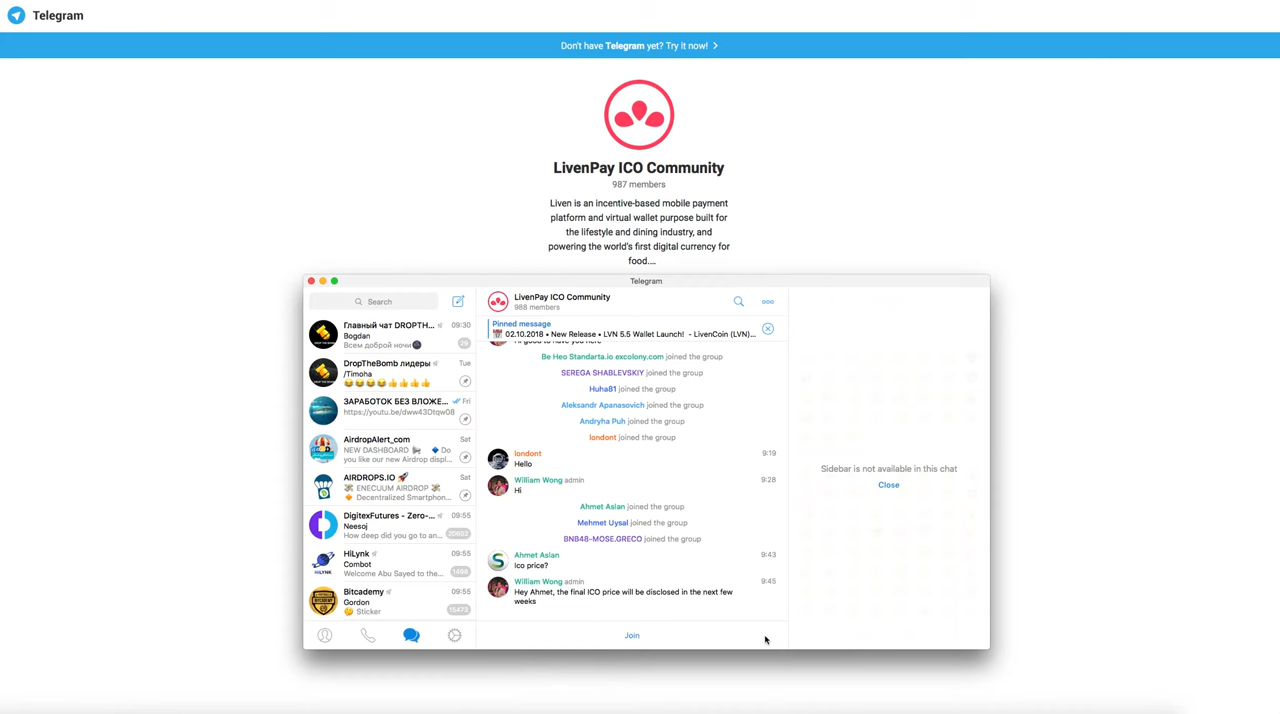 Telegram
Don't have Telegram yet? Try it now!
LivenPay ICO Community
987 members
Liven is an incentive-based mobile payment
platform and virtual wallet purpose built for
the lifestyle and dining industry, and
powering the world's first digital currency for
food....
Telegram
Search
Главный чат DROPTH... 09:30
Bogdan
Всем доброй ночи 29
DropTheBomb лидеры Tue
/Timoha
😂😂😂😂👍👍👍👍
ЗАРАБОТОК БЕЗ ВЛОЖЕ... Fri
https://youtu.be/dww43Dtqw08
AirdropAlert_com Sat
NEW DASHBOARD Do
you like our new Airdrop displ...
AIRDROPS.IO 🚀 Sat
ENECUUM AIRDROP
Decentralized Smartphon...
DigitexFutures - Zero-... 09:55
Neesoj
How deep did you go to an... 20602
HiLynk 09:55
Combot
Welcome Abu Sayed to the... 1498
Bitcademy 09:55
Gordon
Sticker 15473
LivenPay ICO Community
988 members
Pinned message
02.10.2018 • New Release • LVN 5.5 Wallet Launch! - LivenCoin (LVN)...
Be Heo Standarta.io excolony.com joined the group
SEREGA SHABLEVSKIY joined the group
Huha81 joined the group
Aleksandr Apanasovich joined the group
Andryha Puh joined the group
londont joined the group
londont 9:19
Hello
William Wong admin 9:28
Hi
Ahmet Aslan joined the group
Mehmet Uysal joined the group
BNB48-MOSE.GRECO joined the group
Ahmet Aslan 9:43
Ico price?
William Wong admin 9:45
Hey Ahmet, the final ICO price will be disclosed in the next few
weeks
Join
Sidebar is not available in this chat
Close